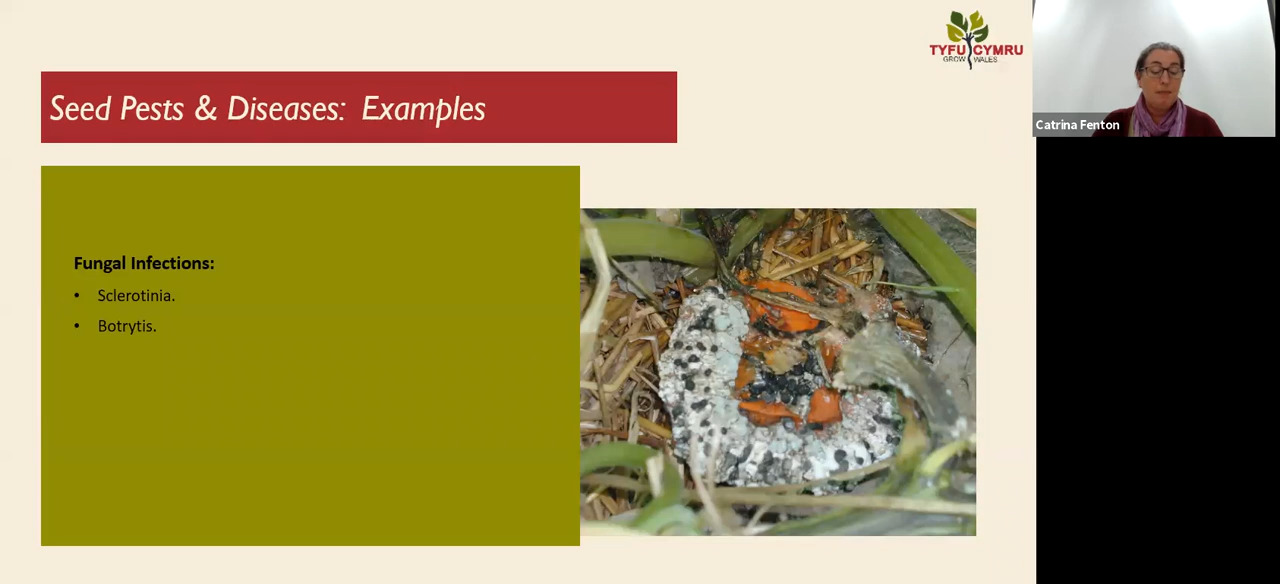 TYFU CYMRU
GROW WALES
Seed Pests & Diseases: Examples
Catrina Fenton
Fungal Infections:
• Sclerotinia.
• Botrytis.